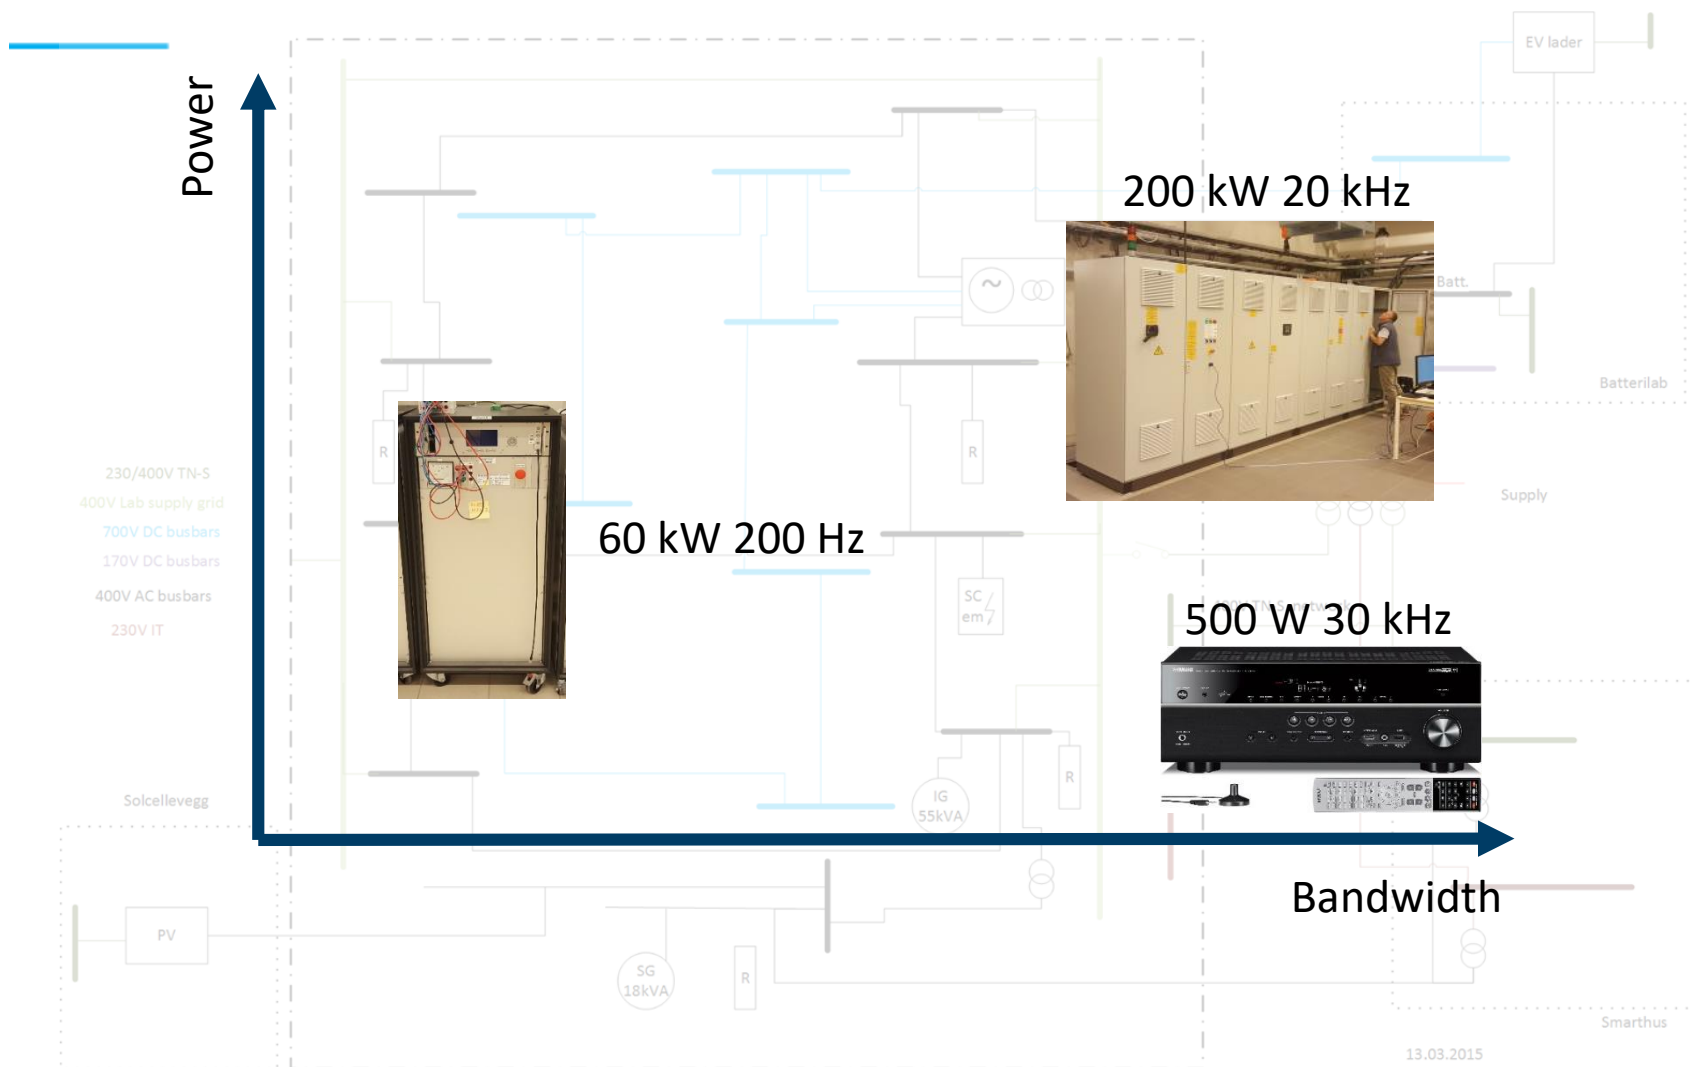 EV lader
Power
200 kW 20 kHz
Batt.
Batterilab
R
R
230/400V TN-S
400V Lab supply grid
700V DC busbars
170V DC busbars
400V AC busbars
230V IT
Supply
60 kW 200 Hz
SC
em
500 W 30 kHz
R
IG
55kVA
Solcellevegg
Bandwidth
PV
SG
18kVA
R
Smarthus
13.03.2015